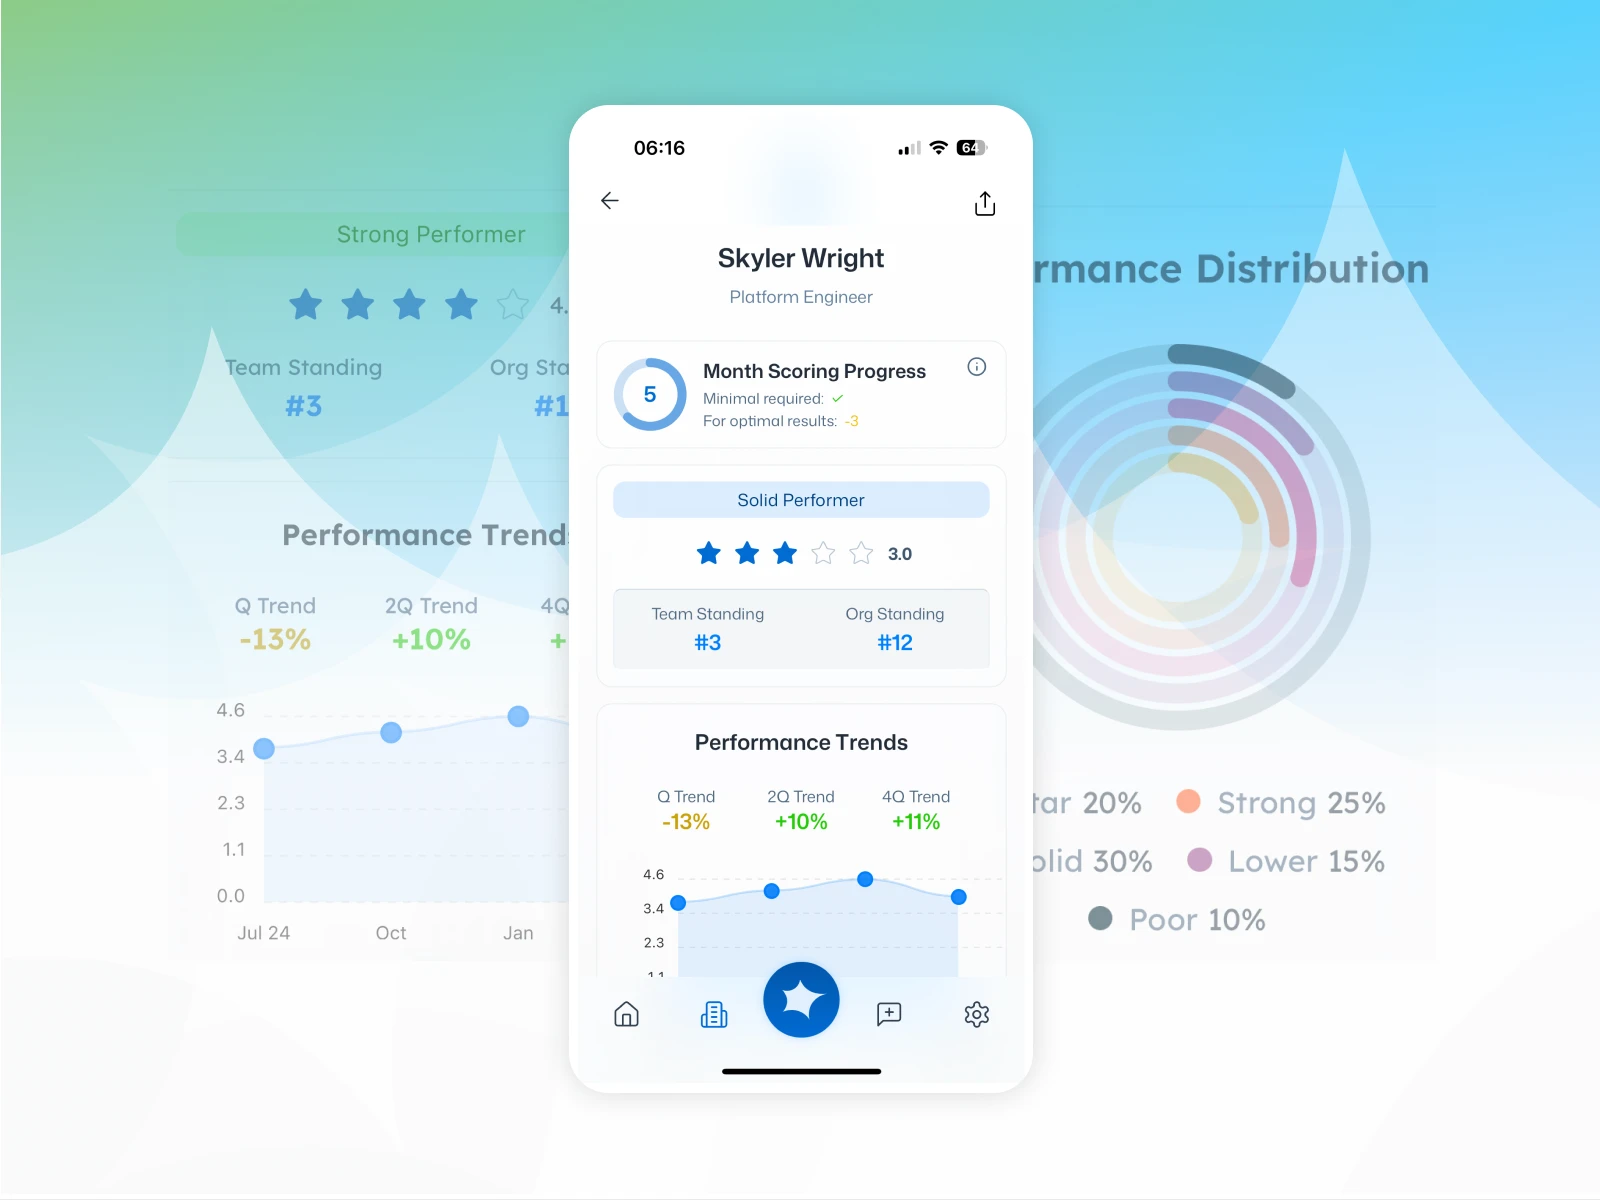 06:16
64
Skyler Wright
Platform Engineer
5
Month Scoring Progress
Minimal required:
For optimal results: -3
Solid Performer
3.0
Team Standing Org Standing
#3 #12
Performance Trends
Q Trend 2Q Trend 4Q Trend
-13% +10% +11%
4.6
3.4
2.3
1.1
Strong Performer
4.
Team Standing Org Sta
#3 #1
Performance Trends
Q Trend 2Q Trend 4Q
-13% +10% +
4.6
3.4
2.3
1.1
0.0
Jul 24 Oct Jan
rmance Distribution
tar 20% Strong 25%
olid 30% Lower 15%
Poor 10%